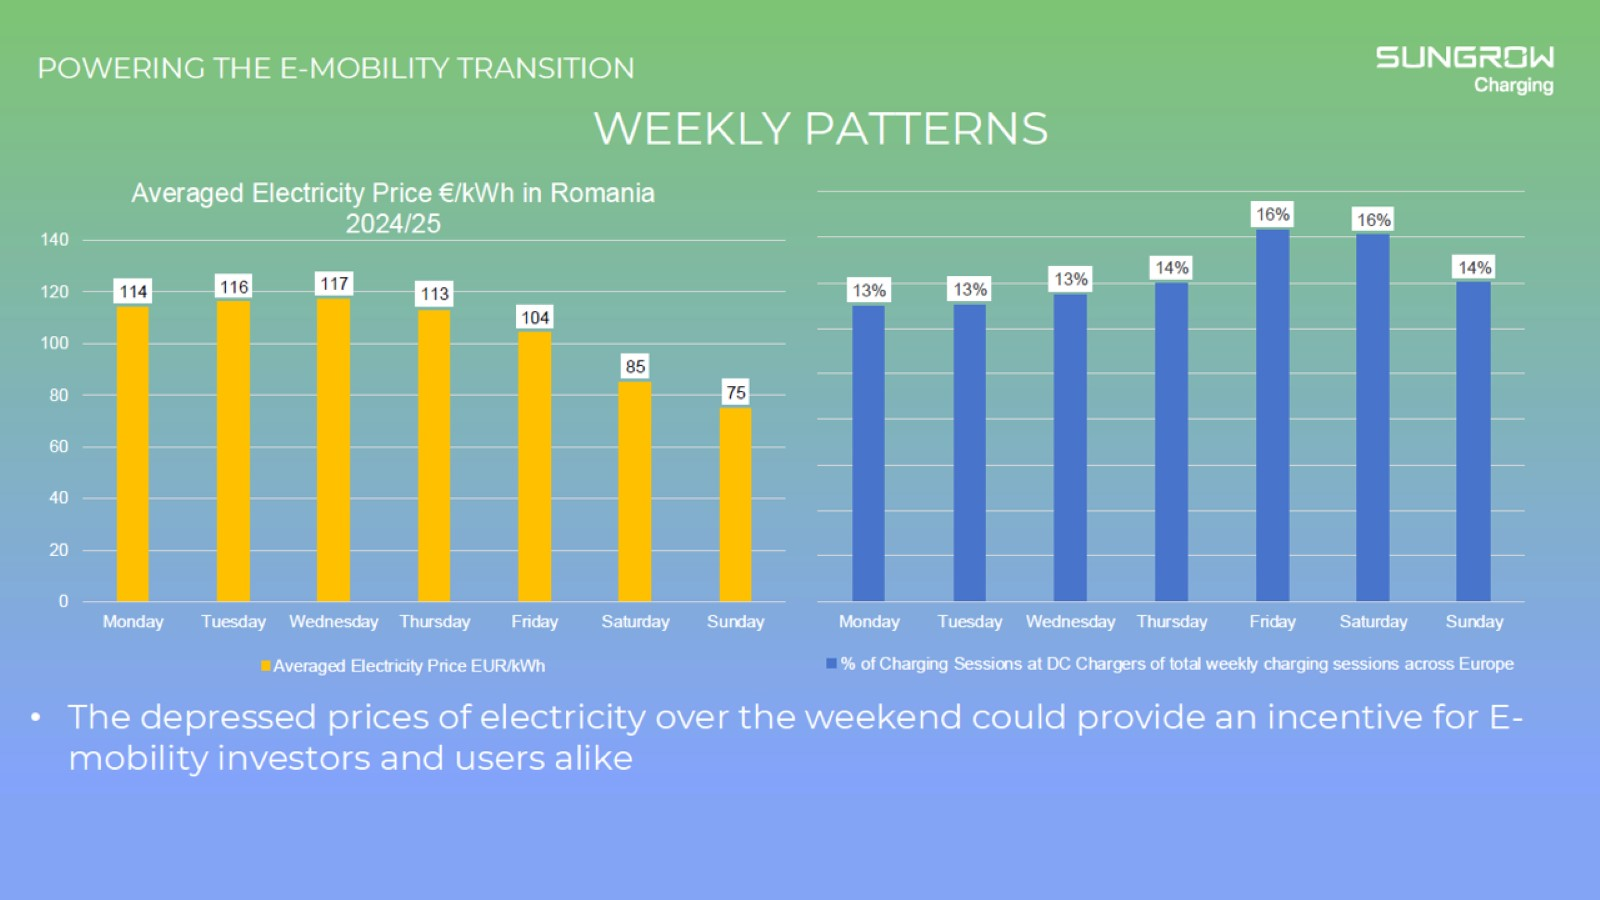 POWERING THE E-MOBILITY TRANSITION
SUNGROW
Charging
WEEKLY PATTERNS
Averaged Electricity Price €/kWh in Romania
2024/25
140
120
100
80
60
40
20
0
114
116
117
113
104
85
75
Monday
Tuesday
Wednesday
Thursday
Friday
Saturday
Sunday
Averaged Electricity Price EUR/kWh
13%
13%
13%
14%
16%
16%
14%
Monday
Tuesday
Wednesday
Thursday
Friday
Saturday
Sunday
% of Charging Sessions at DC Chargers of total weekly charging sessions across Europe
• The depressed prices of electricity over the weekend could provide an incentive for E-
mobility investors and users alike